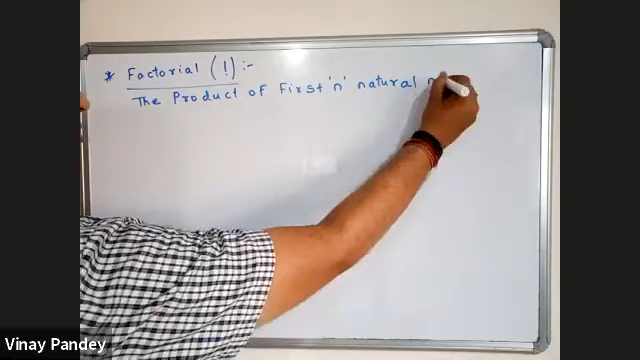 * Factorial (!):-
The Product of First 'n' natural n
Vinay Pandey